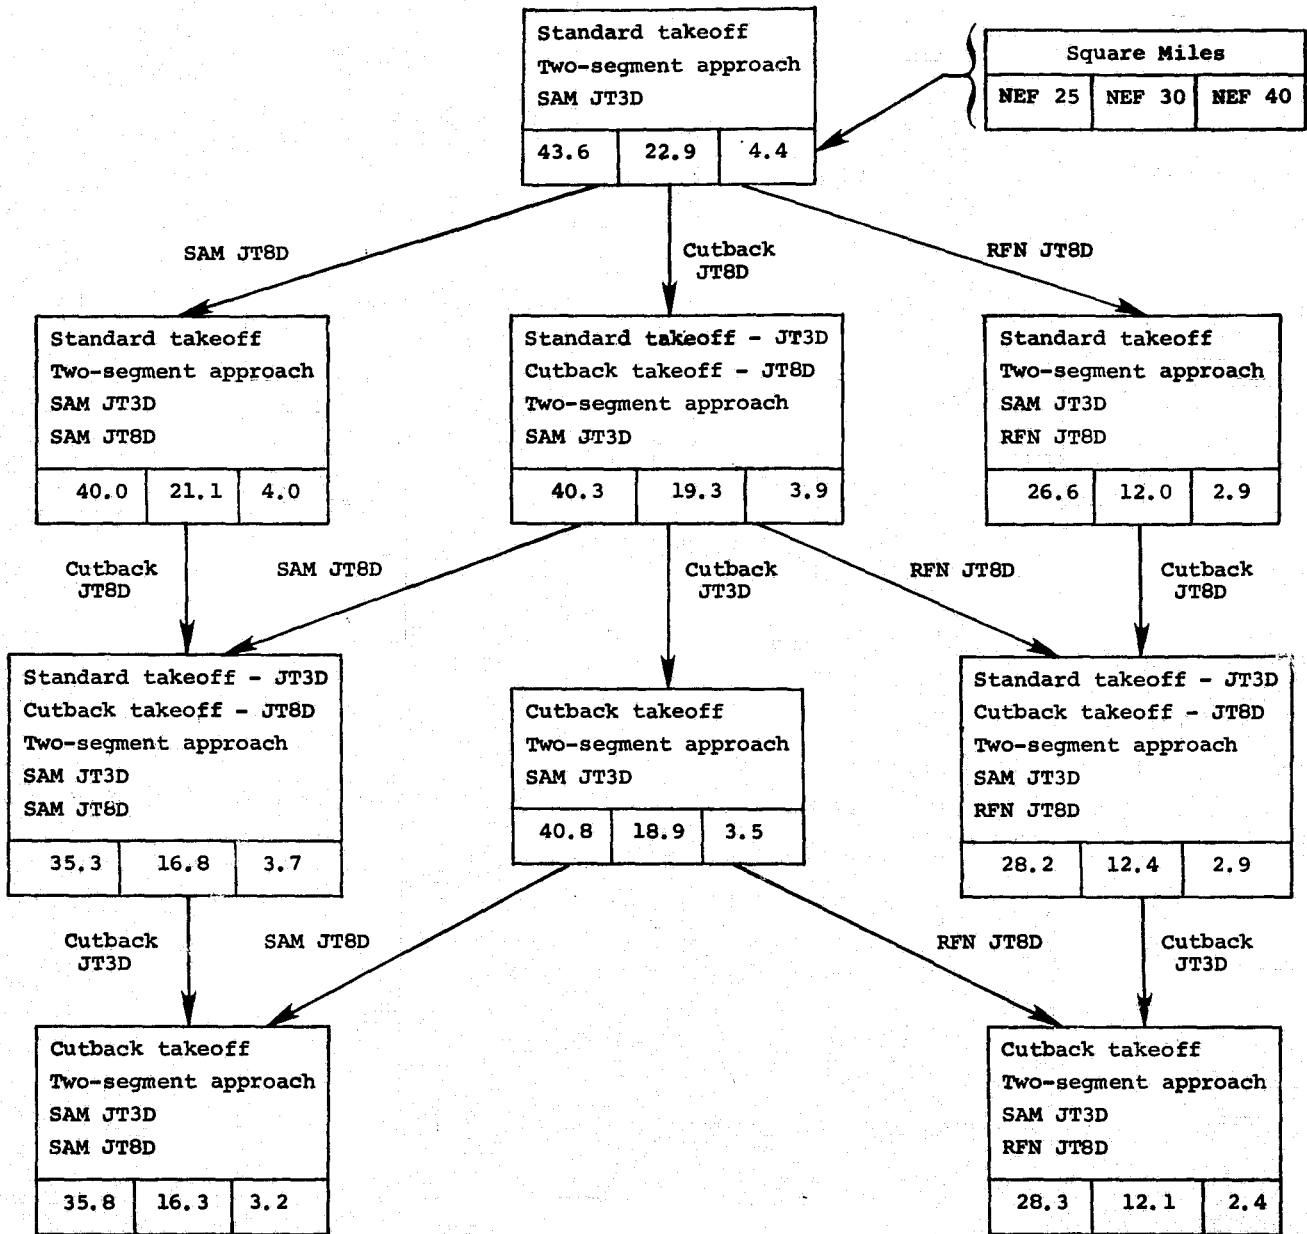 Standard takeoff
Two-segment approach
SAM JT3D
43.6 22.9 4.4
Square Miles
NEF 25 NEF 30 NEF 40
SAM JT8D
Cutback
JT8D
RFN JT8D
Standard takeoff
Two-segment approach
SAM JT3D
SAM JT8D
40.0 21.1 4.0
Standard takeoff - JT3D
Cutback takeoff - JT8D
Two-segment approach
SAM JT3D
40.3 19.3 3.9
Standard takeoff
Two-segment approach
SAM JT3D
RFN JT8D
26.6 12.0 2.9
Cutback
JT8D
SAM JT8D
Cutback
JT3D
RFN JT8D
Cutback
JT8D
Standard takeoff - JT3D
Cutback takeoff - JT8D
Two-segment approach
SAM JT3D
SAM JT8D
35.3 16.8 3.7
Cutback takeoff
Two-segment approach
SAM JT3D
40.8 18.9 3.5
Standard takeoff - JT3D
Cutback takeoff - JT8D
Two-segment approach
SAM JT3D
RFN JT8D
28.2 12.4 2.9
Cutback
JT3D
SAM JT8D
RFN JT8D
Cutback
JT3D
Cutback takeoff
Two-segment approach
SAM JT3D
SAM JT8D
35.8 16.3 3.2
Cutback takeoff
Two-segment approach
SAM JT3D
RFN JT8D
28.3 12.1 2.4